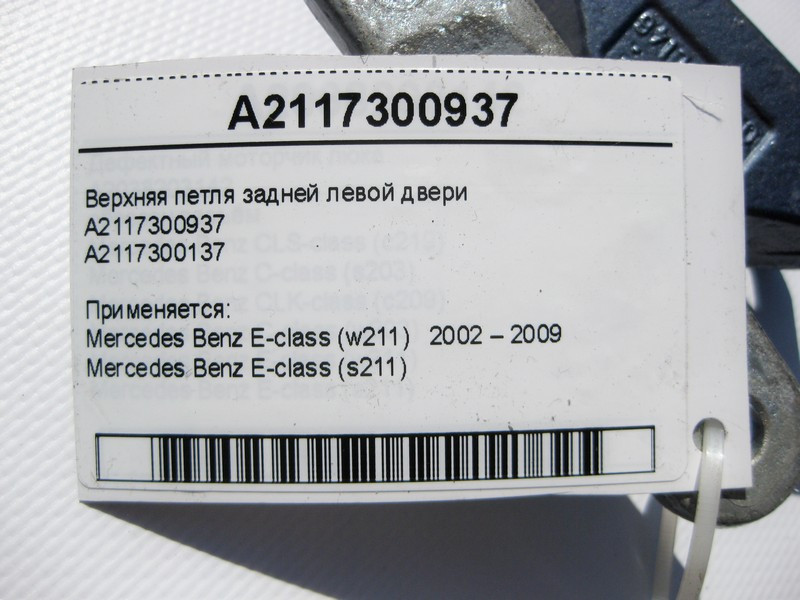 A2117300937
Верхняя петля задней левой двери
A2117300937
A2117300137
Применяется:
Mercedes Benz E-class (w211) 2002 – 2009
Mercedes Benz E-class (s211)